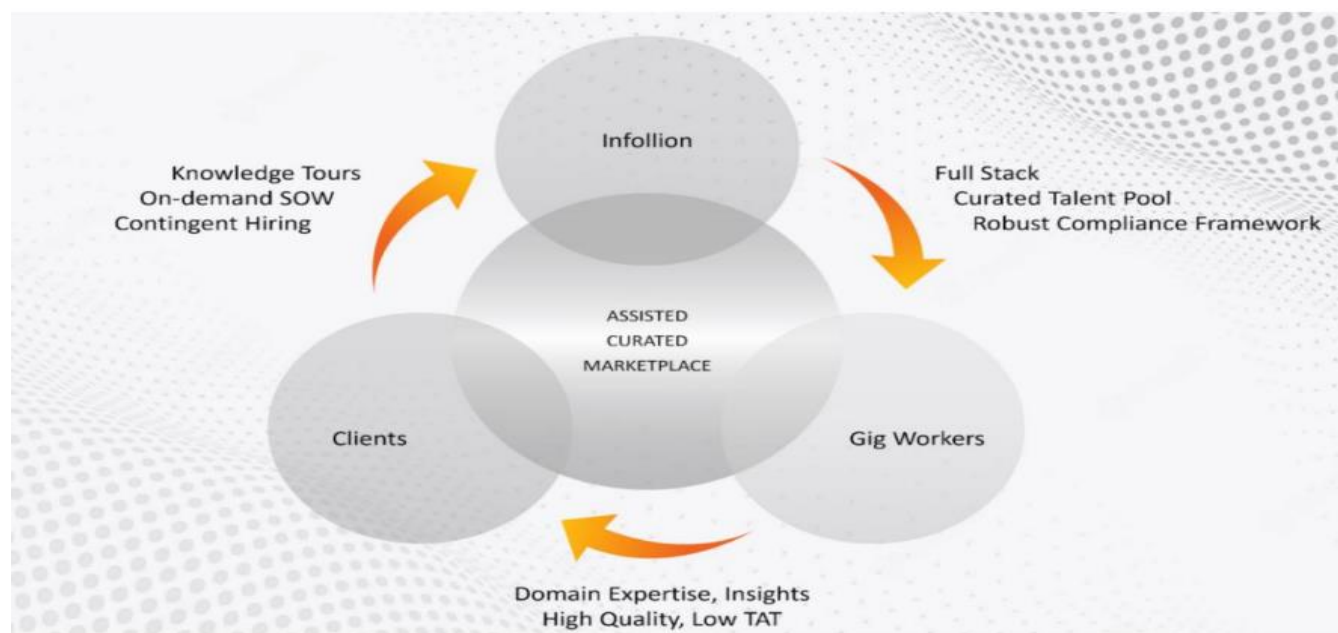 Infollion
Knowledge Tours
On-demand SOW
Contingent Hiring
Full Stack
Curated Talent Pool
Robust Compliance Framework
ASSISTED
CURATED
MARKETPLACE
Clients
Gig Workers
Domain Expertise, Insights
High Quality, Low TAT